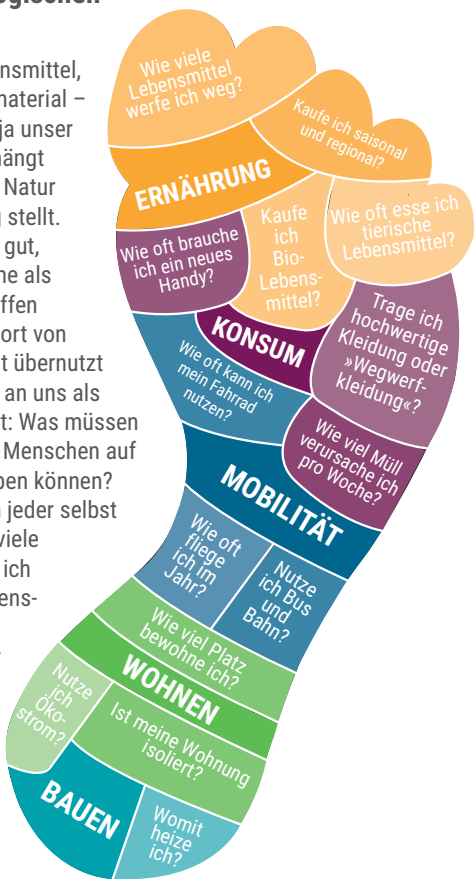 ogischen
nsmittel,
material –
ja unser
hängt
Natur
g stellt.
gut,
ne als
ffen
ort von
t übernutzt
an uns als
t: Was müssen
Menschen auf
ben können?
n jeder selbst
viele
ich
ens-
Wie viele
Lebensmittel
werfe ich weg?
Kaufe ich saisonal
und regional?
ERNÄHRUNG
Wie oft brauche
ich ein neues
Handy?
Kaufe
ich
Bio-
Lebens-
mittel?
Wie oft esse ich
tierische
Lebensmittel?
KONSUM
Trage ich
hochwertige
Kleidung oder
»Wegwerf-
kleidung«?
Wie oft kann ich
mein Fahrrad
nutzen?
Wie viel Müll
verursache ich
pro Woche?
MOBILITÄT
Wie oft
fliege
ich im
Jahr?
Nutze
ich Bus
und
Bahn?
Wie viel Platz
bewohne ich?
WOHNEN
Nutze
ich
Öko-
strom?
Ist meine Wohnung
isoliert?
BAUEN
Womit
heize
ich?